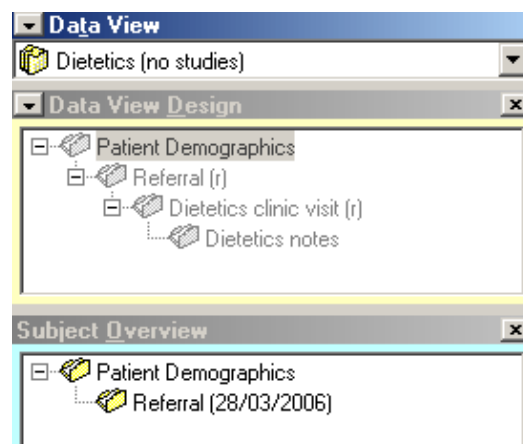 Data View
Dietetics (no studies)
Data View Design
Patient Demographics
Referral (r)
Dietetics clinic visit (r)
Dietetics notes
Subject Overview
Patient Demographics
Referral (28/03/2006)